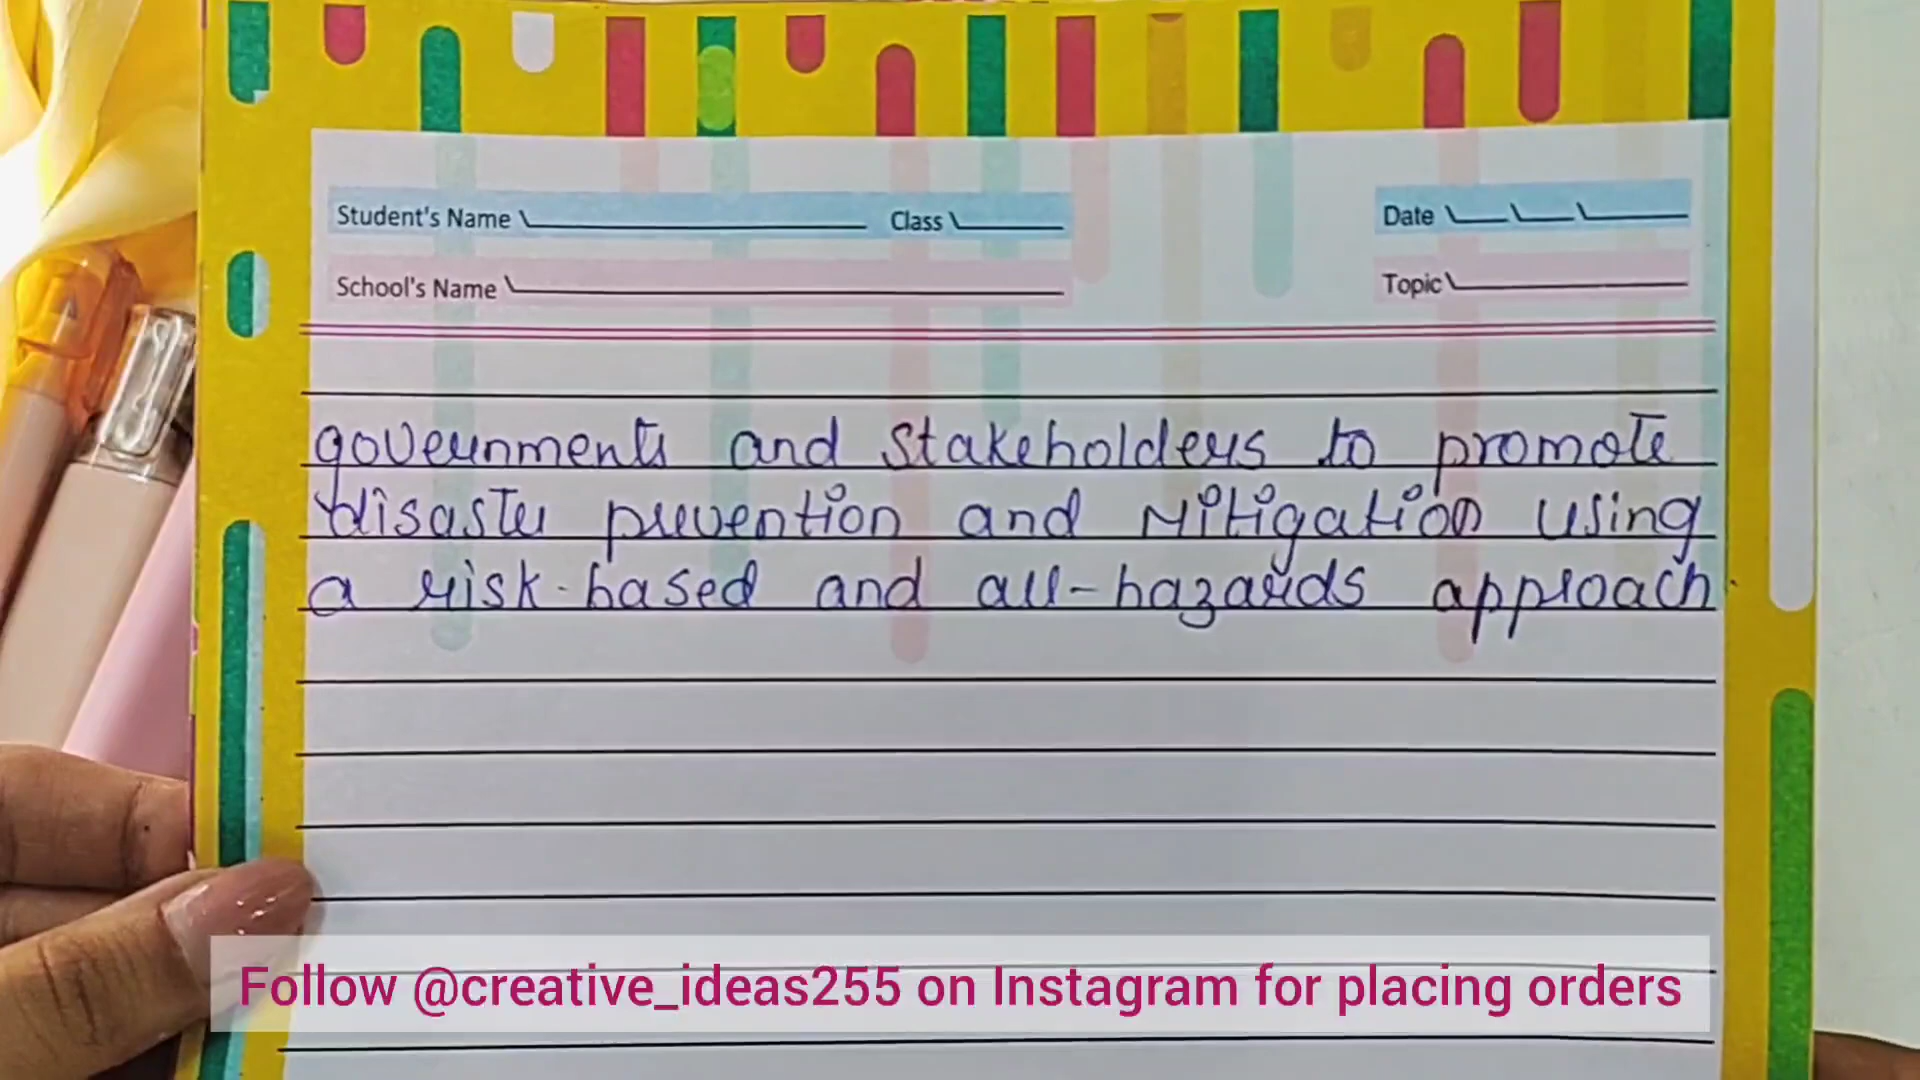 Student's Name Class Date
School's Name Topic
governments and stakeholders to promote
disaster prevention and Mitigation using
a risk-based and all-hazards approach.
Follow @creative_ideas255 on Instagram for placing orders